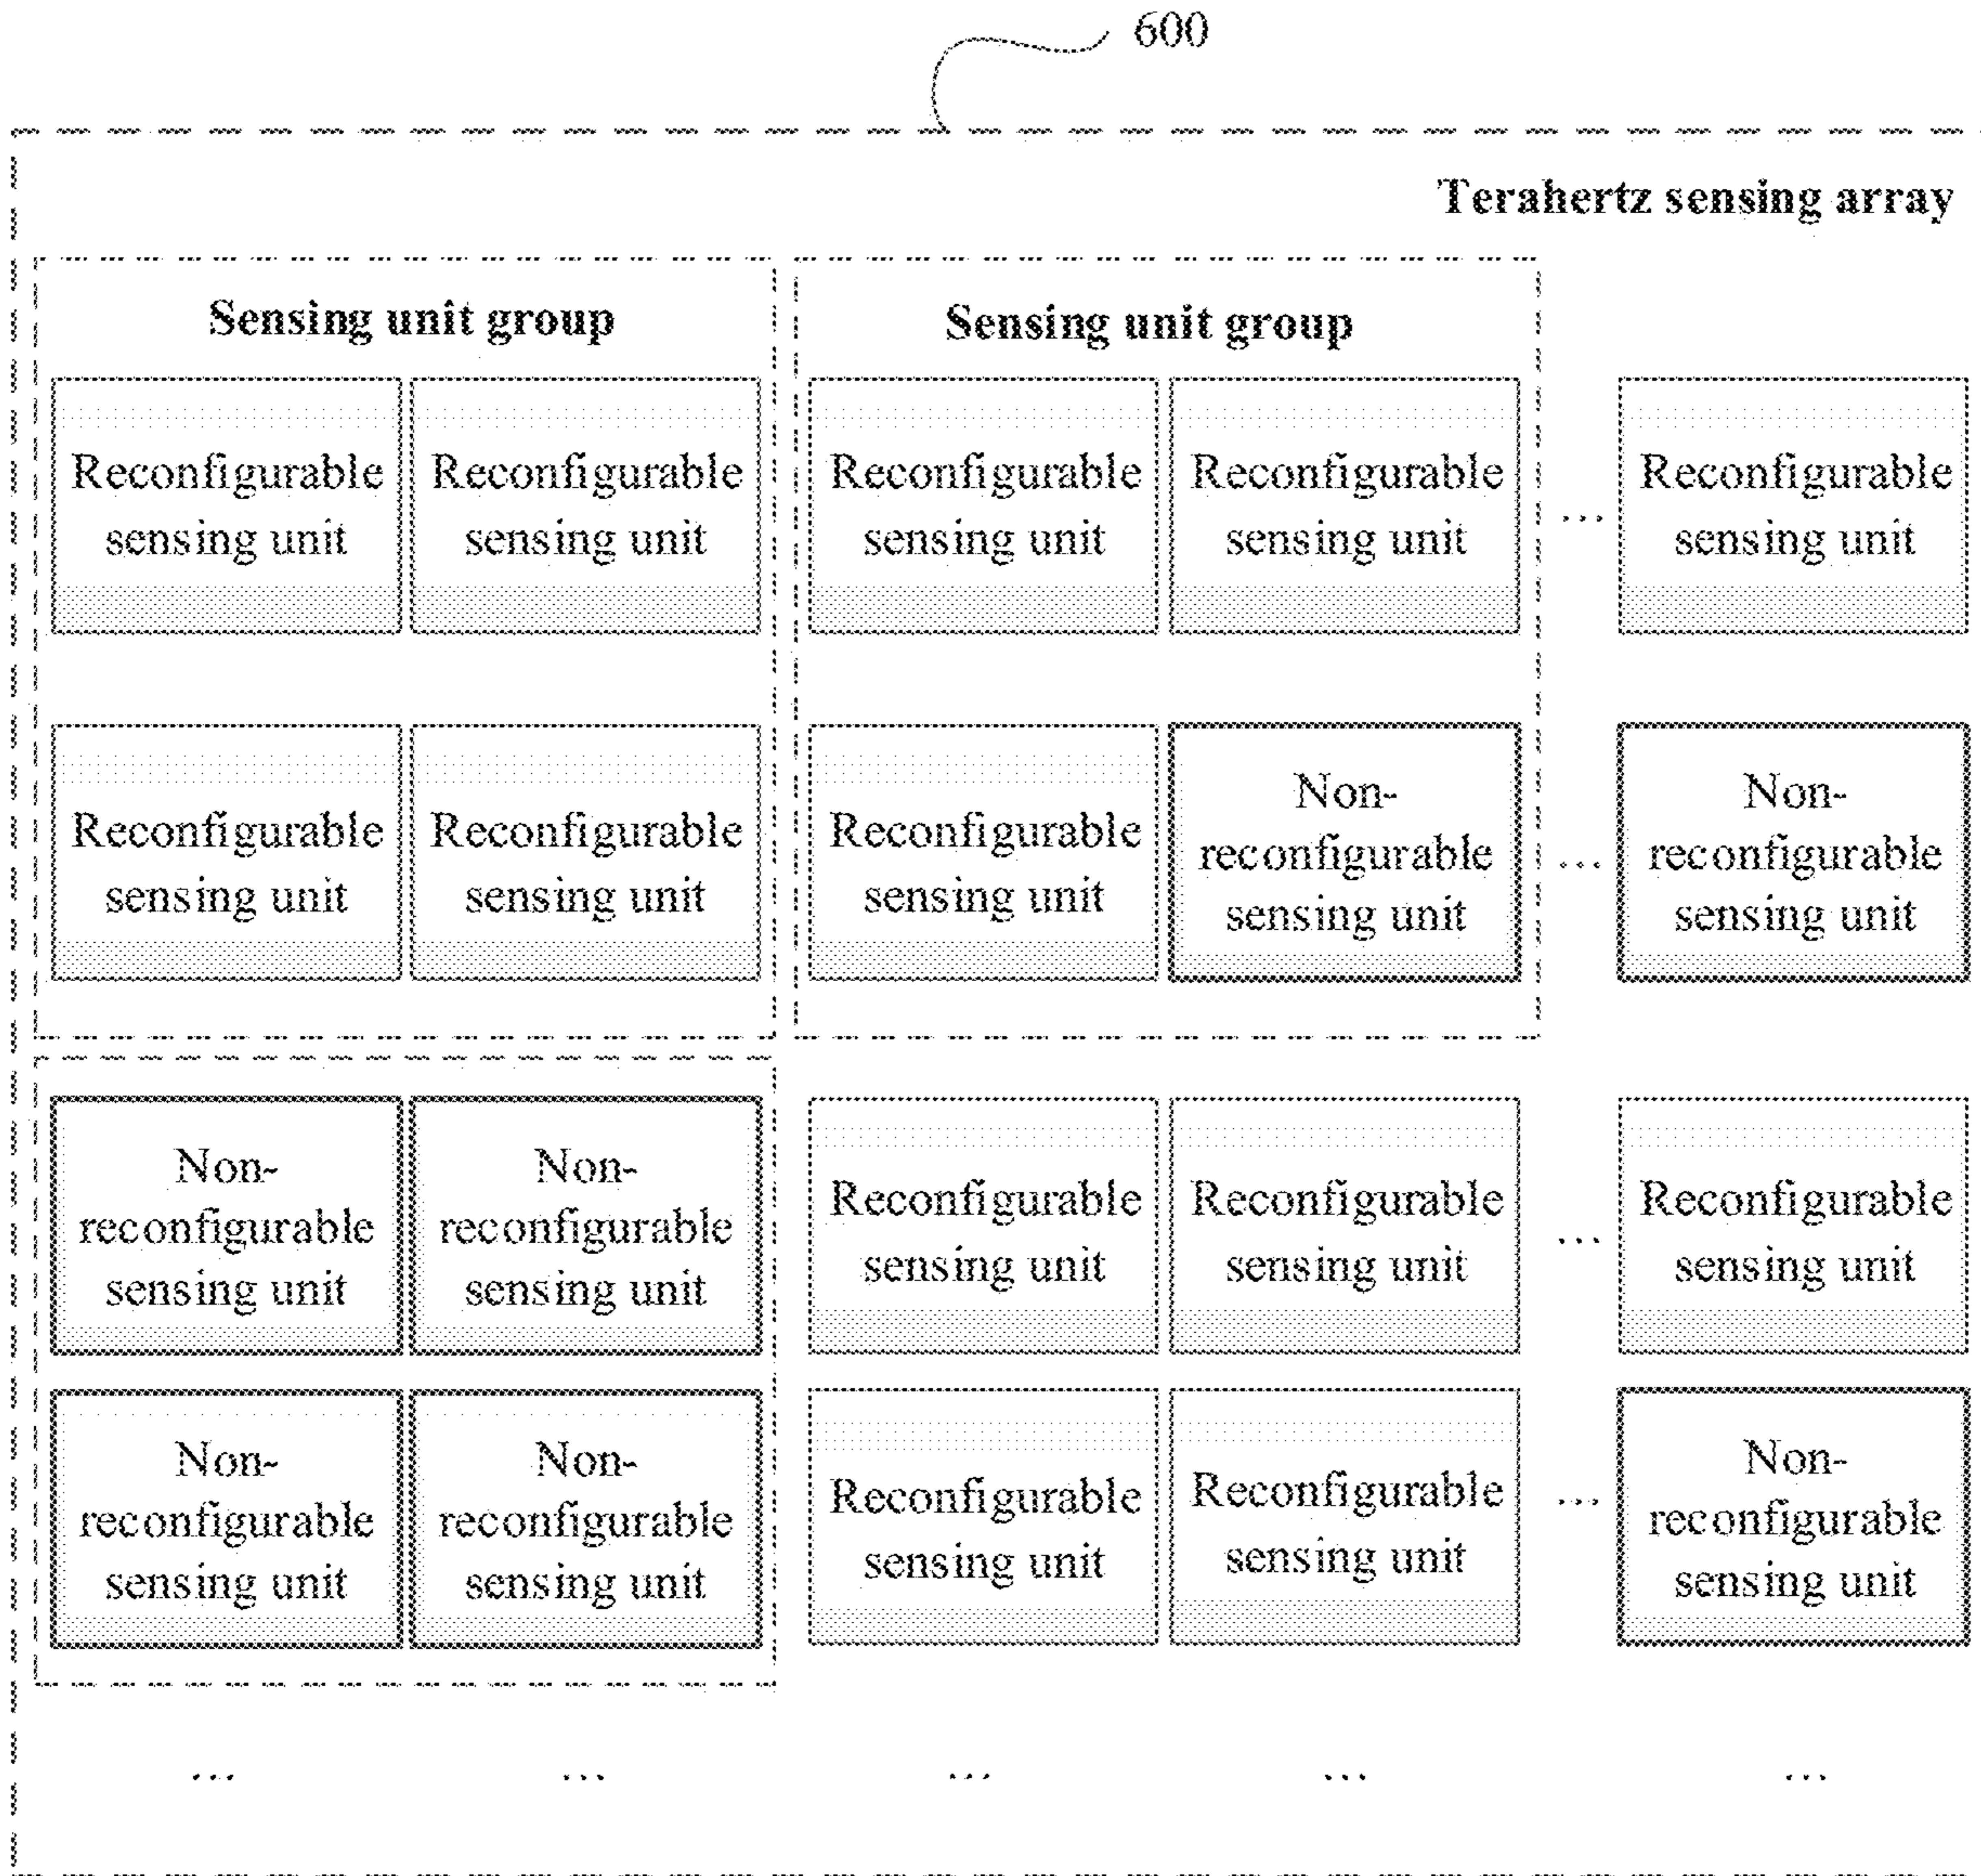 600
Terahertz sensing array
Sensing unit group
Sensing unit group
Reconfigurable
sensing unit
Reconfigurable
sensing unit
Reconfigurable
sensing unit
Reconfigurable
sensing unit
...
Reconfigurable
sensing unit
Reconfigurable
sensing unit
Reconfigurable
sensing unit
Reconfigurable
sensing unit
Non-
reconfigurable
sensing unit
...
Non-
reconfigurable
sensing unit
Non-
reconfigurable
sensing unit
Non-
reconfigurable
sensing unit
Reconfigurable
sensing unit
Reconfigurable
sensing unit
...
Reconfigurable
sensing unit
Non-
reconfigurable
sensing unit
Non-
reconfigurable
sensing unit
Reconfigurable
sensing unit
Reconfigurable
sensing unit
...
Non-
reconfigurable
sensing unit
... ... ... ... ...